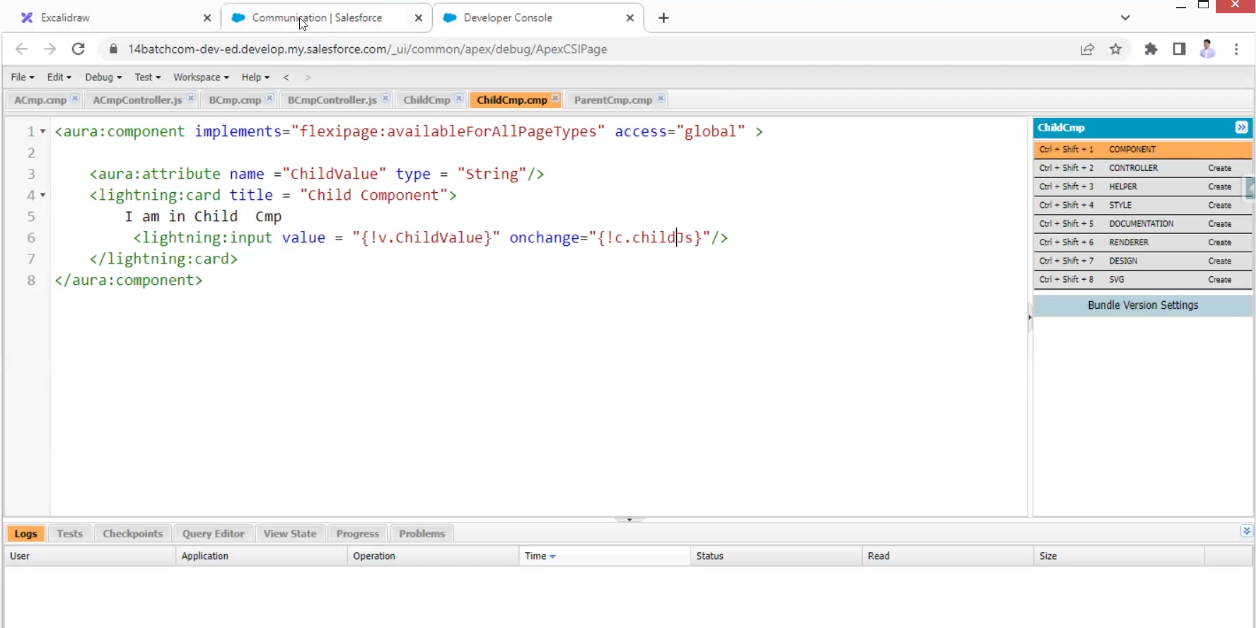 Excalidraw
Communication | Salesforce
Developer Console
14batchcom-dev-ed.develop.my.salesforce.com/_ui/common/apex/debug/ApexCSIPage
File Edit Debug Test Workspace Help < >
ACmp.cmp ACmpController.js BCmp.cmp BCmpController.js ChildCmp ChildCmp.cmp ParentCmp.cmp
1 <aura:component implements="flexipage:availableForAllPageTypes" access="global" >
2
3 <aura:attribute name ="ChildValue" type = "String"/>
4 <lightning:card title = "Child Component">
5 I am in Child  Cmp
6 <lightning:input value = "{!v.ChildValue}" onchange="{!c.childJs}"/>
7 </lightning:card>
8 </aura:component>
ChildCmp
Ctrl + Shift + 1 COMPONENT
Ctrl + Shift + 2 CONTROLLER Create
Ctrl + Shift + 3 HELPER Create
Ctrl + Shift + 4 STYLE Create
Ctrl + Shift + 5 DOCUMENTATION Create
Ctrl + Shift + 6 RENDERER Create
Ctrl + Shift + 7 DESIGN Create
Ctrl + Shift + 8 SVG Create
Bundle Version Settings
Logs Tests Checkpoints Query Editor View State Progress Problems
User Application Operation Time Status Read Size